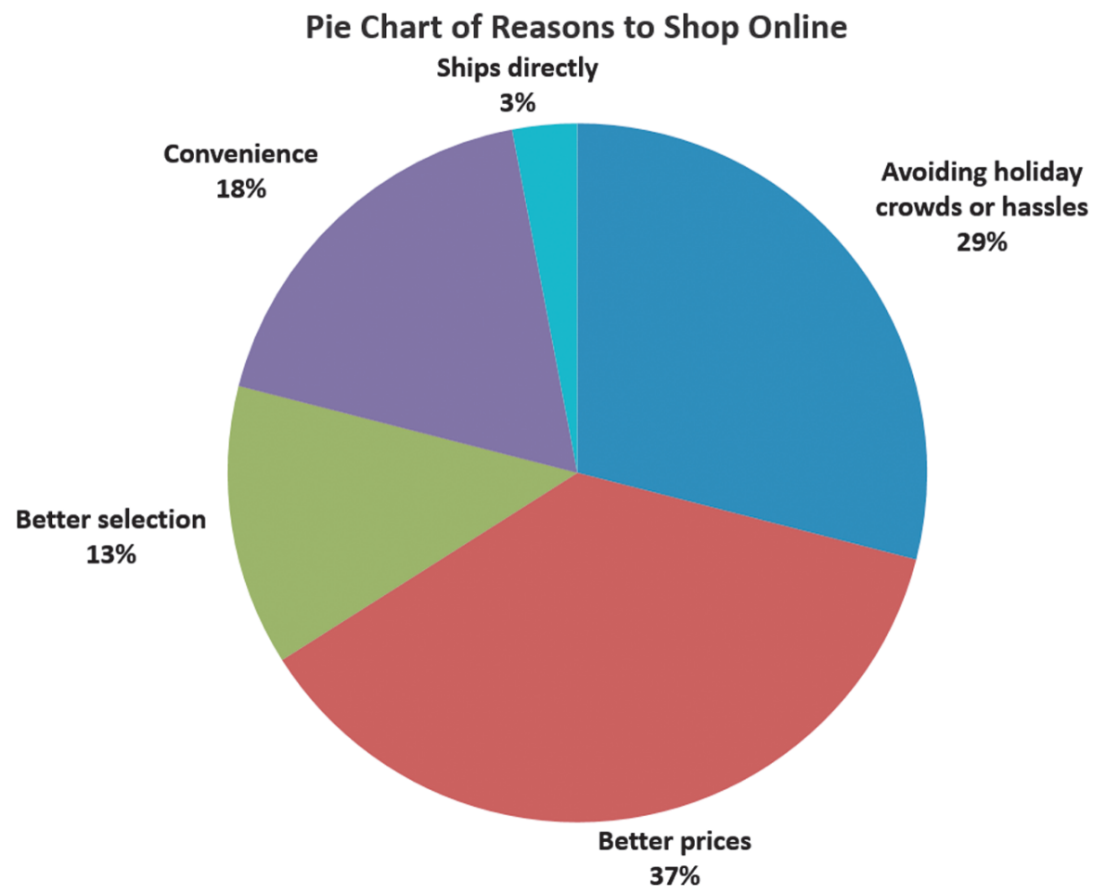 Pie Chart of Reasons to Shop Online
Ships directly
3%
Convenience
18%
Avoiding holiday
crowds or hassles
29%
Better selection
13%
Better prices
37%